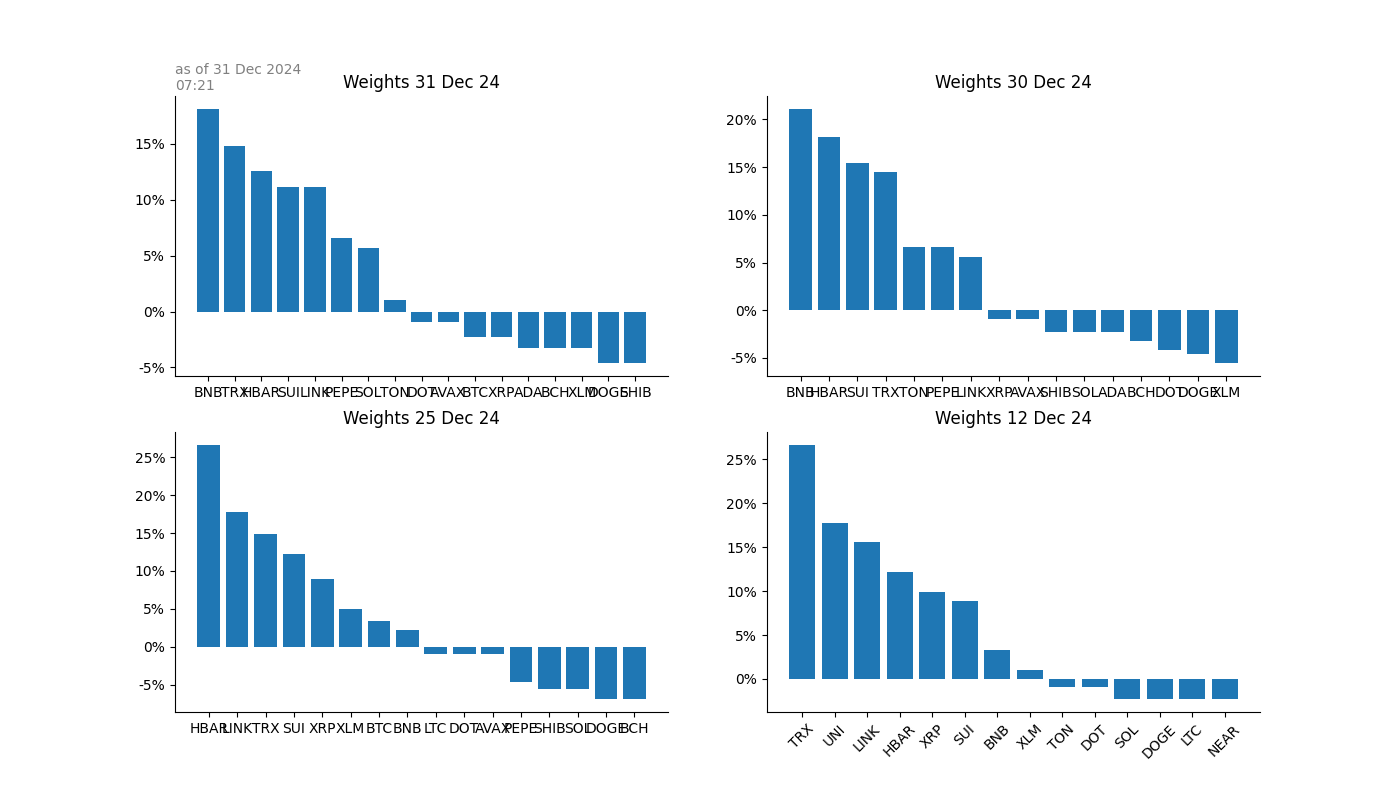 as of 31 Dec 2024
07:21
Weights 31 Dec 24
15%
10%
5%
0%
-5%
BNB TRX HBAR SUI LINK PEPE SOL TON DOT AVAX BTC XRP ADA BCH XLM DOGE SHIB
Weights 30 Dec 24
20%
15%
10%
5%
0%
-5%
BNB HBAR SUI TRX TON PEPE LINK XRP AVAX SHIB SOL ADA BCH DOT DOGE XLM
Weights 25 Dec 24
25%
20%
15%
10%
5%
0%
-5%
HBAR LINK TRX SUI XRP XLM BTC BNB LTC DOT AVAX PEPE SHIB SOL DOGE BCH
Weights 12 Dec 24
25%
20%
15%
10%
5%
0%
TRX UNI LINK HBAR XRP SUI BNB XLM TON DOT SOL DOGE LTC NEAR